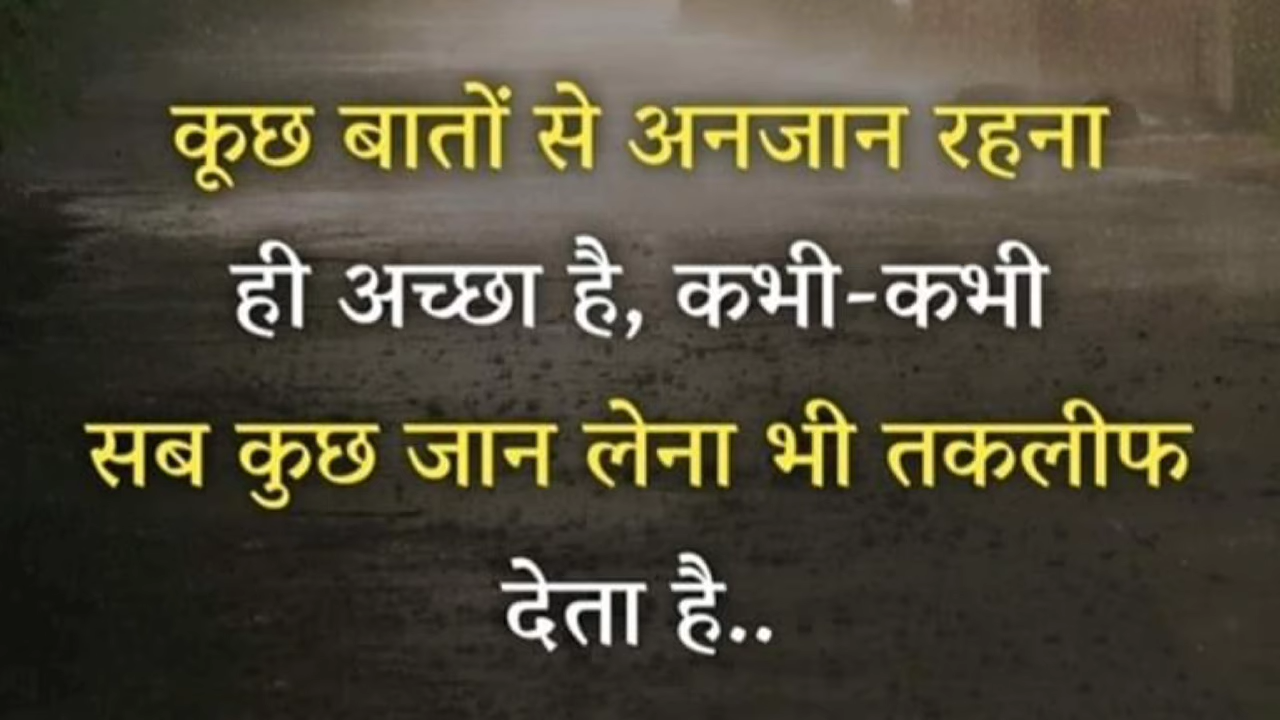 कूछ बातों से अनजान रहना
ही अच्छा है, कभी-कभी
सब कुछ जान लेना भी तकलीफ
देता है..